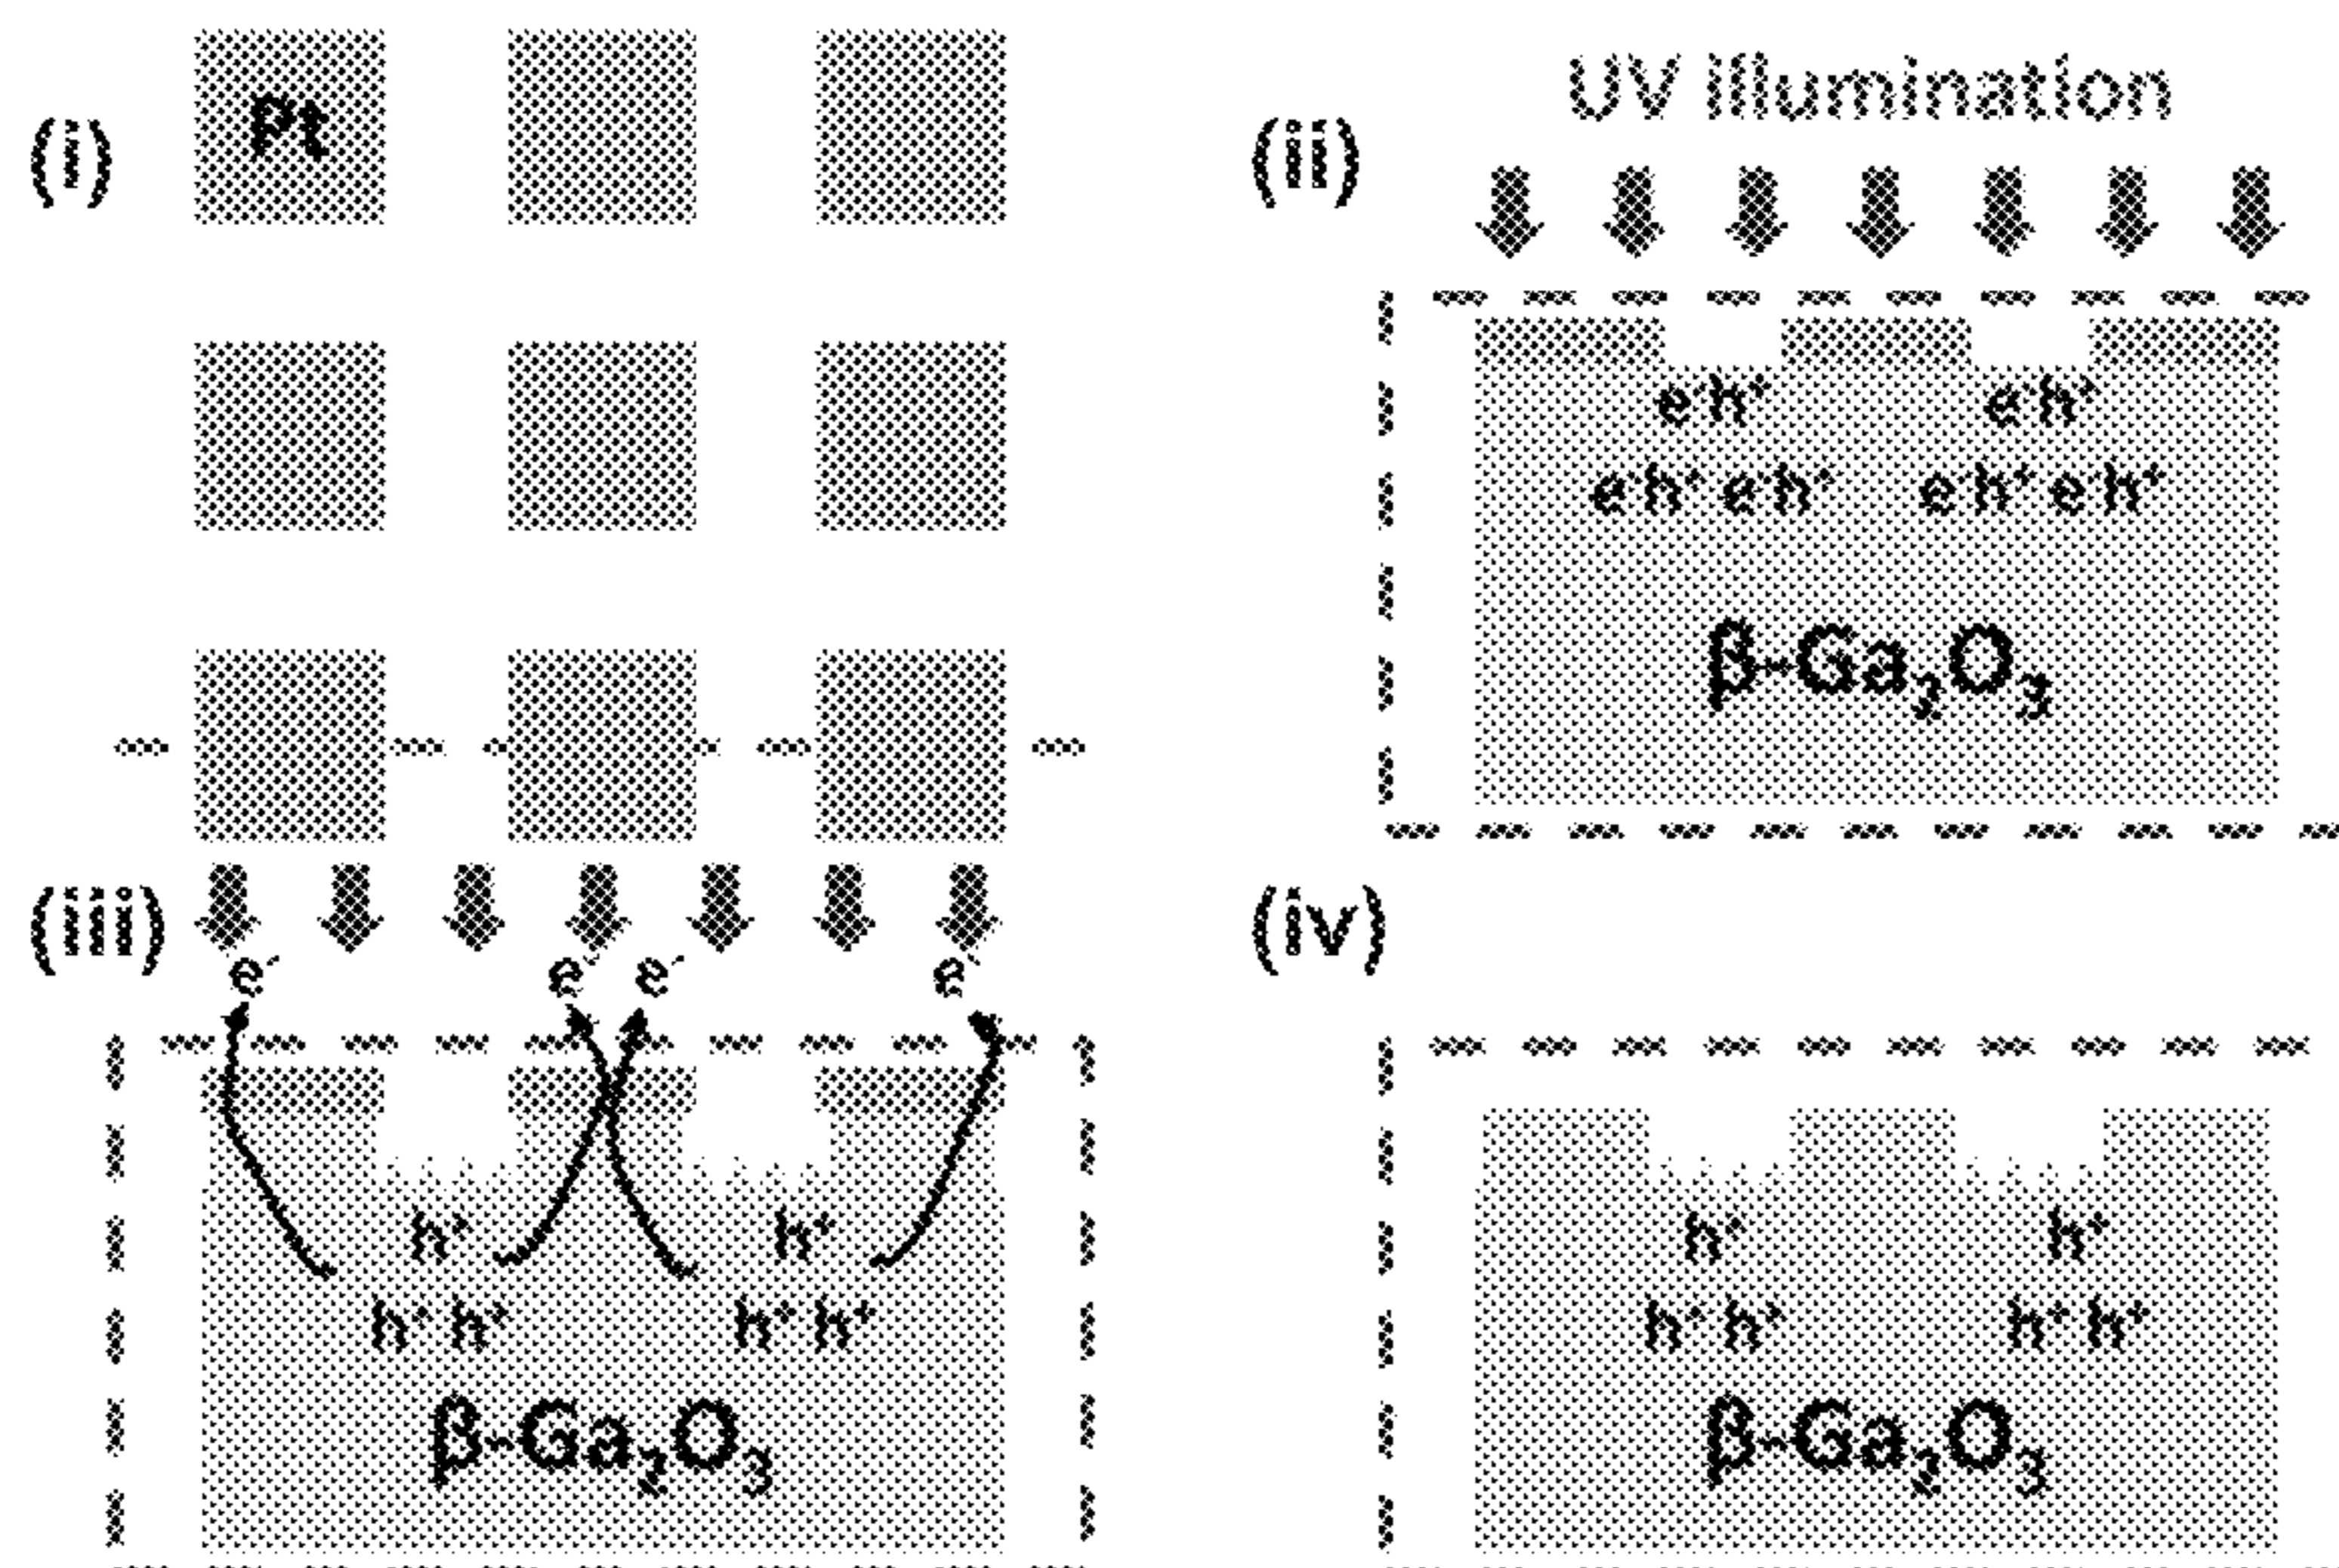 (i)
Pt
(ii)
UV illumination
e⁻h⁺ e⁻h⁺
e⁻h⁺ e⁻h⁺ e⁻h⁺ e⁻h⁺
β-Ga₂O₃
(iii)
e⁻ e⁻ e⁻ e⁻
h⁺ h⁺
h⁺ h⁺ h⁺ h⁺
β-Ga₂O₃
(iv)
h⁺ h⁺
h⁺ h⁺ h⁺ h⁺
β-Ga₂O₃